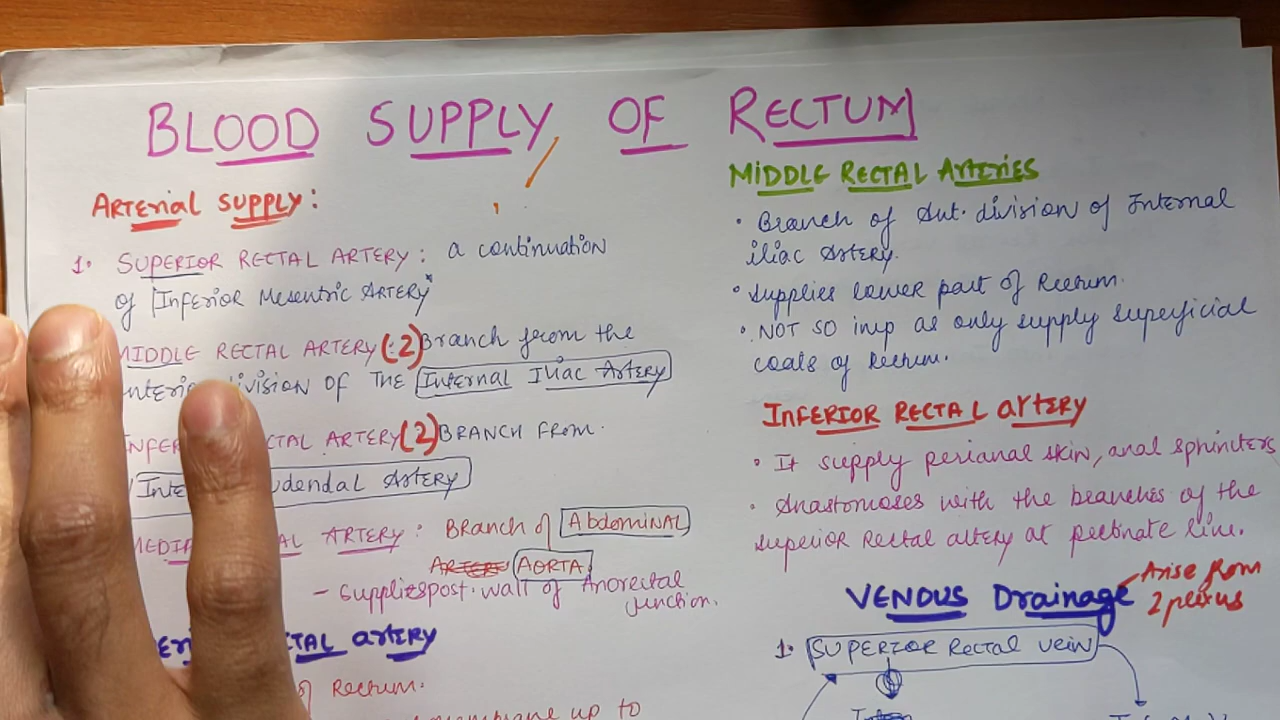 BLOOD SUPPLY OF RECTUM
ARTERIAL SUPPLY:
1. SUPERIOR RECTAL ARTERY: a continuation
of Inferior Mesentric ARTERY
MIDDLE RECTAL ARTERY (2) Branch from the
division OF THE Internal Iliac Artery
ARTERY (2) BRANCH FROM.
Artery
ARTERY: BRANCH of Abdominal
AORTA
- Supplies post. wall of Anorectal
junction.
artery
of Rectum.
up to
MIDDLE RECTAL ArterIes
• Branch of Ant. division of Internal
iliac Artery.
• Supplies lower part of Rectum.
• NOT SO imp as only supply superficial
coats of Rectum.
INFERIOR RECTAL artERY
• It supply perianal skin, anal sphincters
• Anastomoses with the branches of the
superior Rectal artery at pectinate line.
VENOUS Drainage
Arise from
2 plexus
1. SUPERIOR Rectal vein